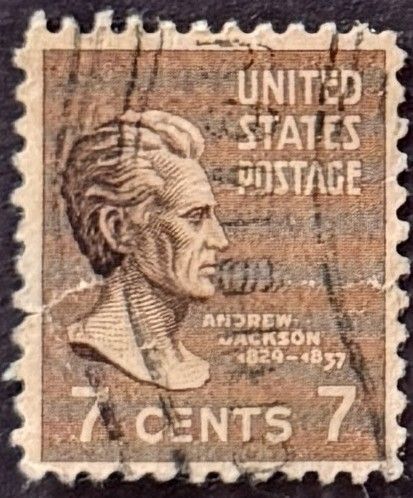 UNITED
STATES
POSTAGE
ANDREW
JACKSON
1829-1837
7 CENTS 7